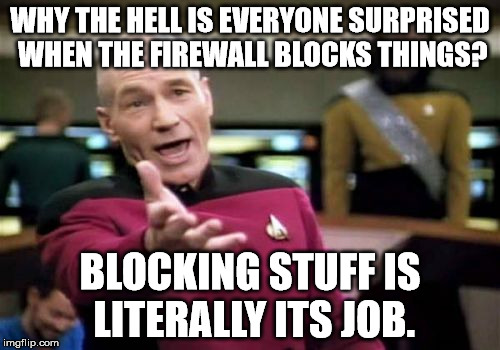 WHY THE HELL IS EVERYONE SURPRISED
WHEN THE FIREWALL BLOCKS THINGS?
BLOCKING STUFF IS
LITERALLY ITS JOB.
imgflip.com